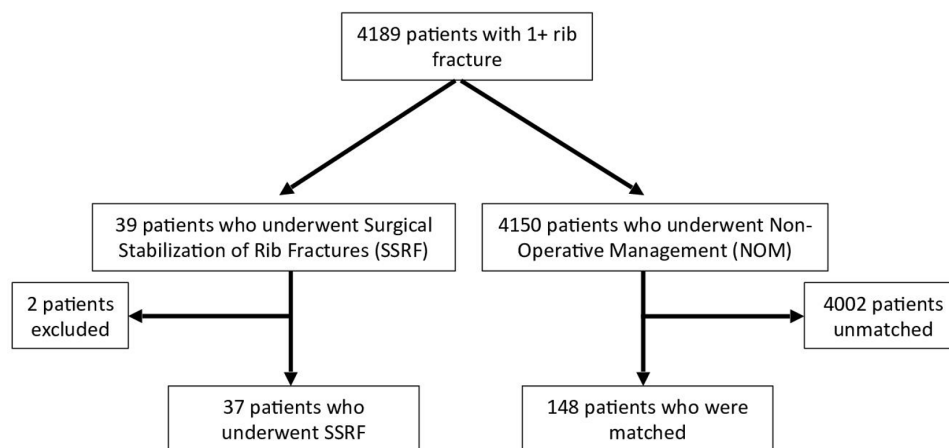 4189 patients with 1+ rib
fracture
39 patients who underwent Surgical
Stabilization of Rib Fractures (SSRF)
4150 patients who underwent Non-
Operative Management (NOM)
2 patients
excluded
4002 patients
unmatched
37 patients who
underwent SSRF
148 patients who were
matched